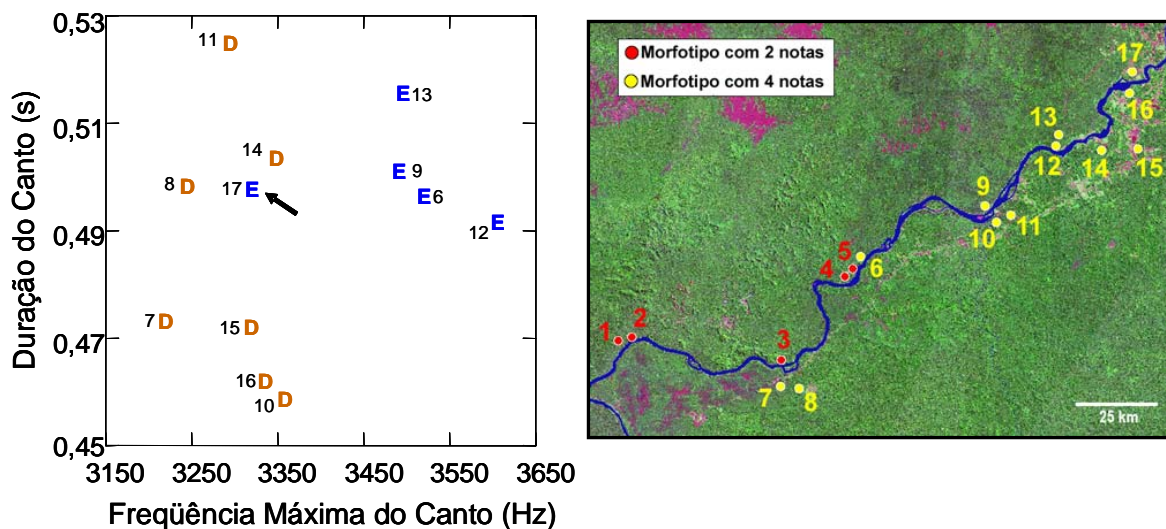 0,53
0,51
0,49
0,47
0,45
Duração do Canto (s)
11 D
E 13
14 D
E 9
8 D
17 E
E 6
12 E
7 D
15 D
16 D
10 D
3150 3250 3350 3450 3550 3650
Freqüência Máxima do Canto (Hz)
Morfotipo com 2 notas
Morfotipo com 4 notas
17
16
13
12
14
15
9
10
11
5
4
6
1
2
3
7
8
25 km